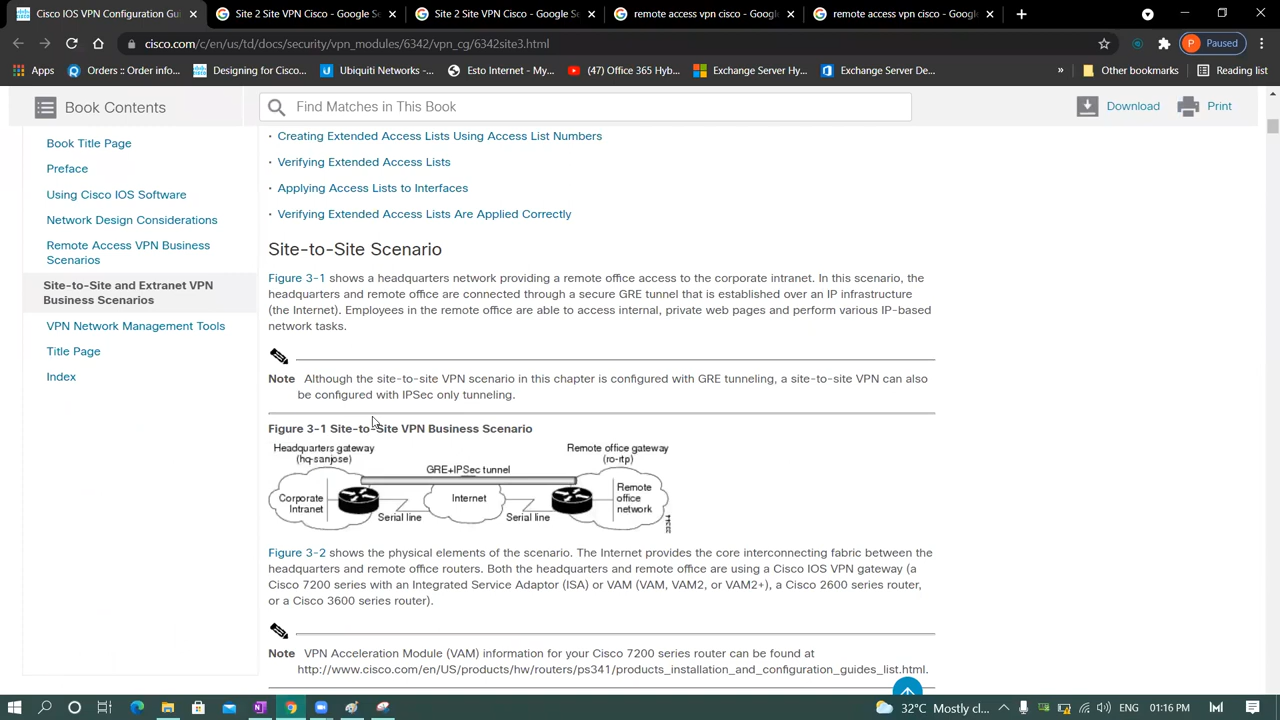 Cisco IOS VPN Configuration Gu
Site 2 Site VPN - Google Se
Site 2 Site VPN - Google Se
remote access vpn cisco - Googl
remote access vpn cisco - Googl
cisco.com/c/en/us/td/docs/security/vpn_modules/6342/vpn_cg/6342site3.html
Paused
Apps
Orders :: Order info...
Designing for Cisc...
Ubiquiti Networks -...
Esto Internet - My...
(47) Office 365 Hyb...
Exchange Server Hy...
Exchange Server De...
»
Other bookmarks
Reading list
Book Contents
Find Matches in This Book
Download
Print
Book Title Page
Preface
Using Cisco IOS Software
Network Design Considerations
Remote Access VPN Business
Scenarios
Site-to-Site and Extranet VPN
Business Scenarios
VPN Network Management Tools
Title Page
Index
• Creating Extended Access Lists Using Access List Numbers
• Verifying Extended Access Lists
• Applying Access Lists to Interfaces
• Verifying Extended Access Lists Are Applied Correctly
Site-to-Site Scenario
Figure 3-1 shows a headquarters network providing a remote office access to the corporate intranet. In this scenario, the
headquarters and remote office are connected through a secure GRE tunnel that is established over an IP infrastructure
(the Internet). Employees in the remote office are able to access internal, private web pages and perform various IP-based
network tasks.
Note Although the site-to-site VPN scenario in this chapter is configured with GRE tunneling, a site-to-site VPN can also
be configured with IPSec only tunneling.
Figure 3-1 Site-to-Site VPN Business Scenario
Headquarters gateway
(hq-sanjose)
Remote office gateway
(ro-rtp)
GRE+IPSec tunnel
Corporate
Intranet
Internet
Remote
office
network
Serial line
Serial line
23244
Figure 3-2 shows the physical elements of the scenario. The Internet provides the core interconnecting fabric between the
headquarters and remote office routers. Both the headquarters and remote office are using a Cisco IOS VPN gateway (a
Cisco 7200 series with an Integrated Service Adaptor (ISA) or VAM (VAM, VAM2, or VAM2+), a Cisco 2600 series router,
or a Cisco 3600 series router).
Note VPN Acceleration Module (VAM) information for your Cisco 7200 series router can be found at
http://www.cisco.com/en/US/products/hw/routers/ps341/products_installation_and_configuration_guides_list.html.
32°C Mostly cl...
01:16 PM